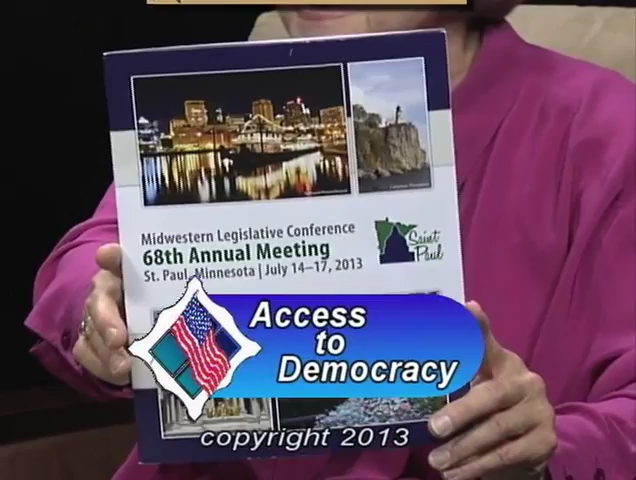 Midwestern Legislative Conference
68th Annual Meeting
St. Paul, Minnesota | July 14–17, 2013
Saint
Paul
Access
to
Democracy
copyright 2013